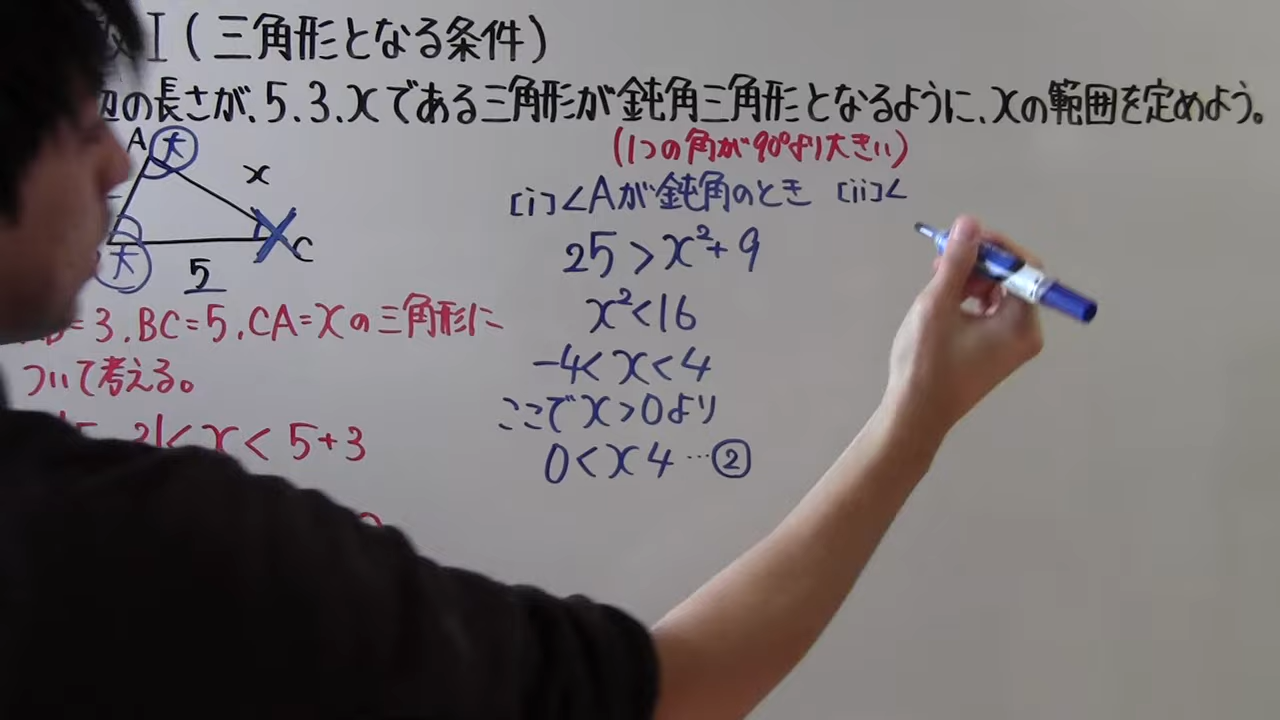 I(三角形となる条件)
辺の長さが、5、3、xである三角形が鈍角三角形となるように、xの範囲を定めよう。
(1つの角が90°より大きい)
A 大 x
大 5 C
=3、BC=5、CA=xの三角形に
ついて考える。
|<x<5+3
[i]∠Aが鈍角のとき
25>x²+9
x²<16
-4<x<4
ここでx>0より
0<x4…②
[ii]∠